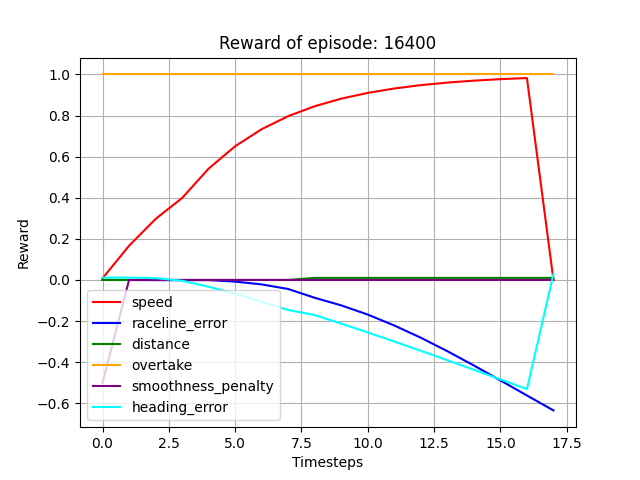 Reward of episode: 16400
Reward
1.0
0.8
0.6
0.4
0.2
0.0
−0.2
−0.4
−0.6
speed
raceline_error
distance
overtake
smoothness_penalty
heading_error
0.0 2.5 5.0 7.5 10.0 12.5 15.0 17.5
Timesteps